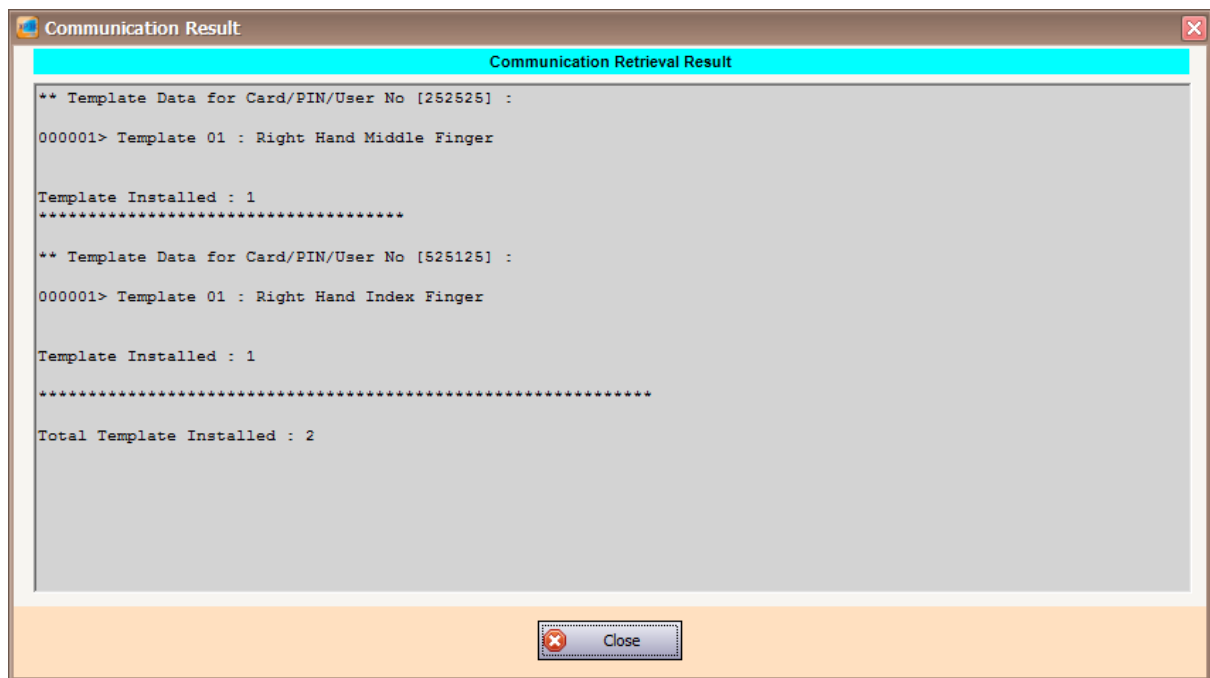 Communication Result
Communication Retrieval Result
** Template Data for Card/PIN/User No [252525] :
000001> Template 01 : Right Hand Middle Finger
Template Installed : 1
*************************************
** Template Data for Card/PIN/User No [525125] :
000001> Template 01 : Right Hand Index Finger
Template Installed : 1
**************************************************************
Total Template Installed : 2
Close